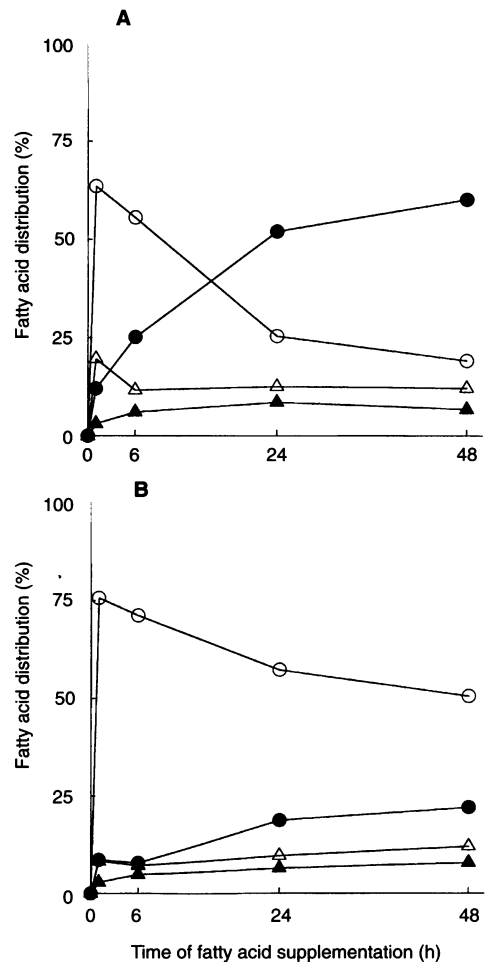 A
Fatty acid distribution (%)
100
75
50
25
0
0 6 24 48
B
Fatty acid distribution (%)
100
75
50
25
0
0 6 24 48
Time of fatty acid supplementation (h)